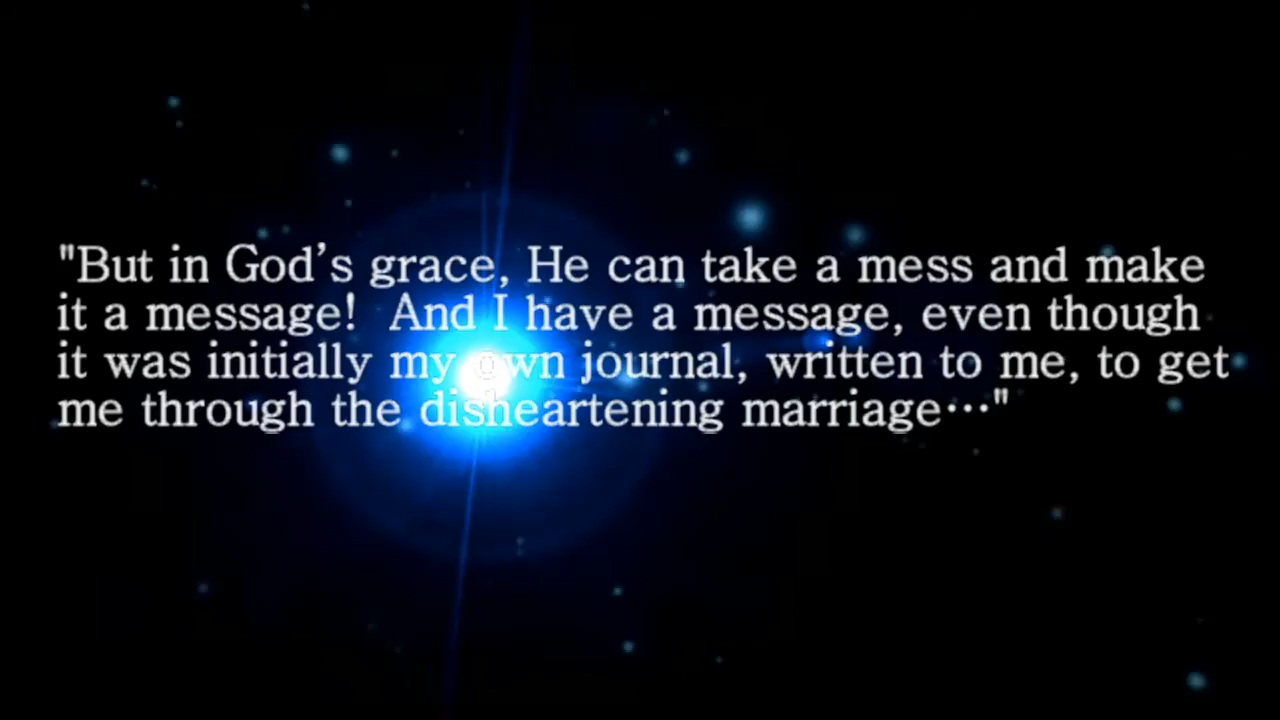 "But in God’s grace, He can take a mess and make
it a message!  And I have a message, even though
it was initially my own journal, written to me, to get
me through the disheartening marriage…"